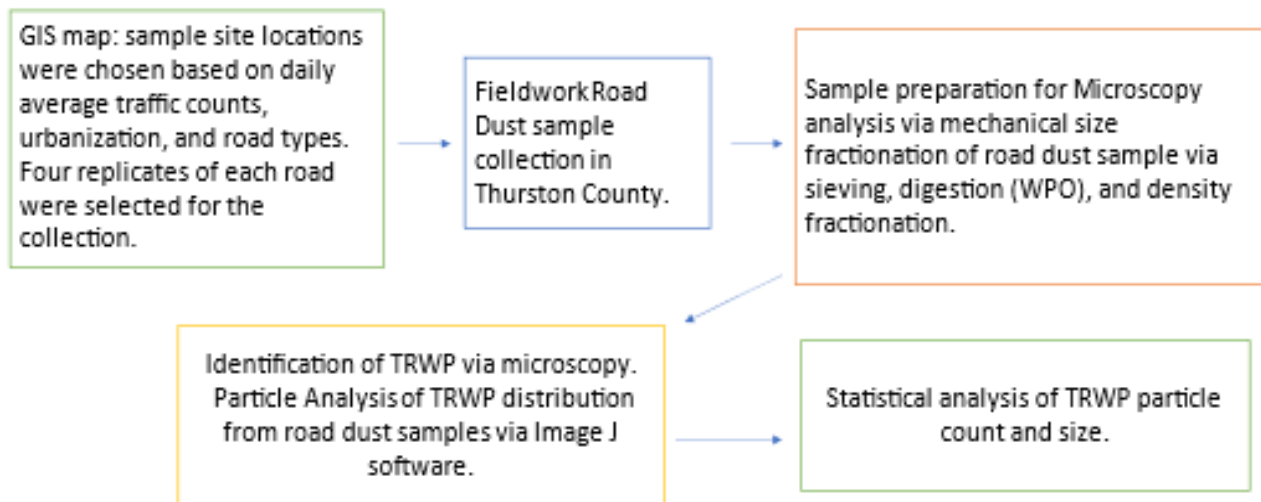 GIS map: sample site locations
were chosen based on daily
average traffic counts,
urbanization, and road types.
Four replicates of each road
were selected for the
collection.
FieldworkRoad
Dust sample
collection in
Thurston County.
Sample preparation for Microscopy
analysis via mechanical size
fractionation of road dust sample via
sieving, digestion (WPO), and density
fractionation.
Identification of TRWP via microscopy.
Particle Analysis of TRWP distribution
from road dust samples via Image J
software.
Statistical analysis of TRWP particle
count and size.